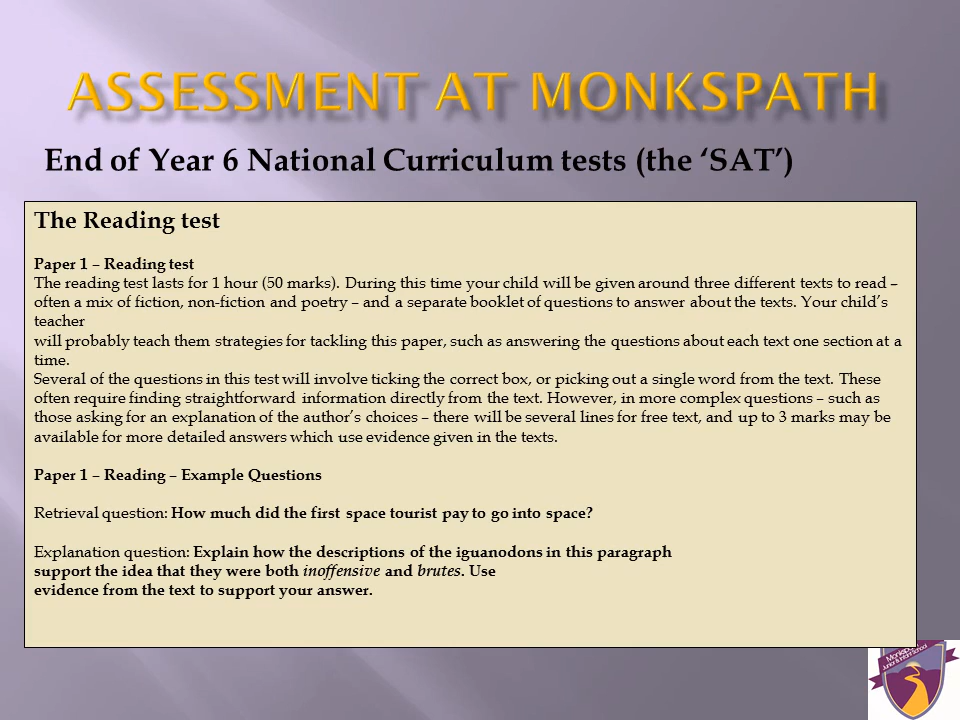 ASSESSMENT AT MONKSPATH
End of Year 6 National Curriculum tests (the ‘SAT’)
The Reading test
Paper 1 – Reading test
The reading test lasts for 1 hour (50 marks). During this time your child will be given around three different texts to read –
often a mix of fiction, non-fiction and poetry – and a separate booklet of questions to answer about the texts. Your child’s
teacher
will probably teach them strategies for tackling this paper, such as answering the questions about each text one section at a
time.
Several of the questions in this test will involve ticking the correct box, or picking out a single word from the text. These
often require finding straightforward information directly from the text. However, in more complex questions – such as
those asking for an explanation of the author’s choices – there will be several lines for free text, and up to 3 marks may be
available for more detailed answers which use evidence given in the texts.
Paper 1 – Reading – Example Questions
Retrieval question: How much did the first space tourist pay to go into space?
Explanation question: Explain how the descriptions of the iguanodons in this paragraph
support the idea that they were both inoffensive and brutes. Use
evidence from the text to support your answer.